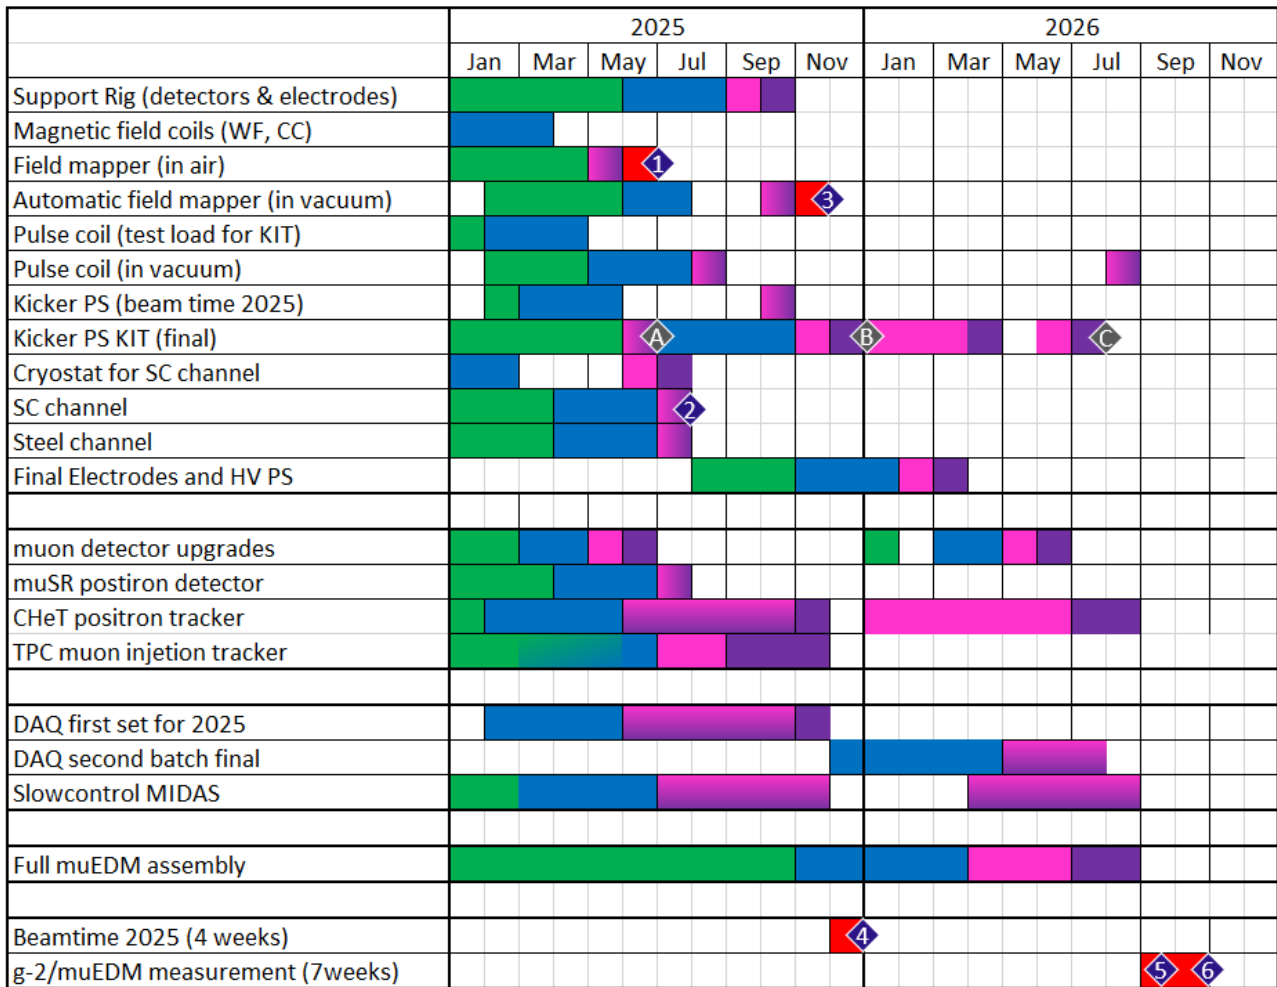 2025 2026
Jan Mar May Jul Sep Nov Jan Mar May Jul Sep Nov
Support Rig (detectors & electrodes)
Magnetic field coils (WF, CC)
Field mapper (in air) 1
Automatic field mapper (in vacuum) 3
Pulse coil (test load for KIT)
Pulse coil (in vacuum)
Kicker PS (beam time 2025)
Kicker PS KIT (final) A B C
Cryostat for SC channel
SC channel 2
Steel channel
Final Electrodes and HV PS
muon detector upgrades
muSR postiron detector
CHeT positron tracker
TPC muon injetion tracker
DAQ first set for 2025
DAQ second batch final
Slowcontrol MIDAS
Full muEDM assembly
Beamtime 2025 (4 weeks) 4
g-2/muEDM measurement (7weeks) 5 6